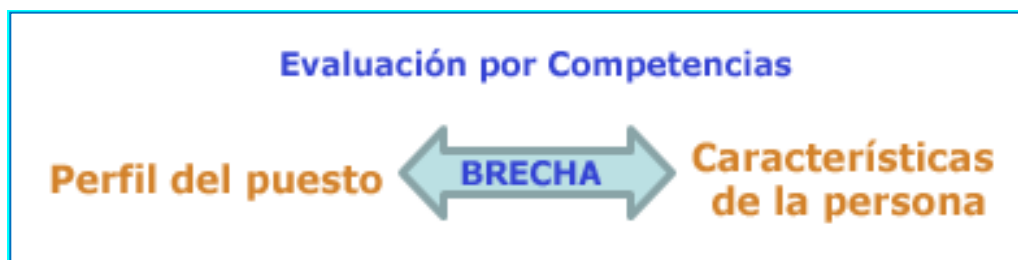 Evaluación por Competencias
Perfil del puesto
BRECHA
Características
de la persona